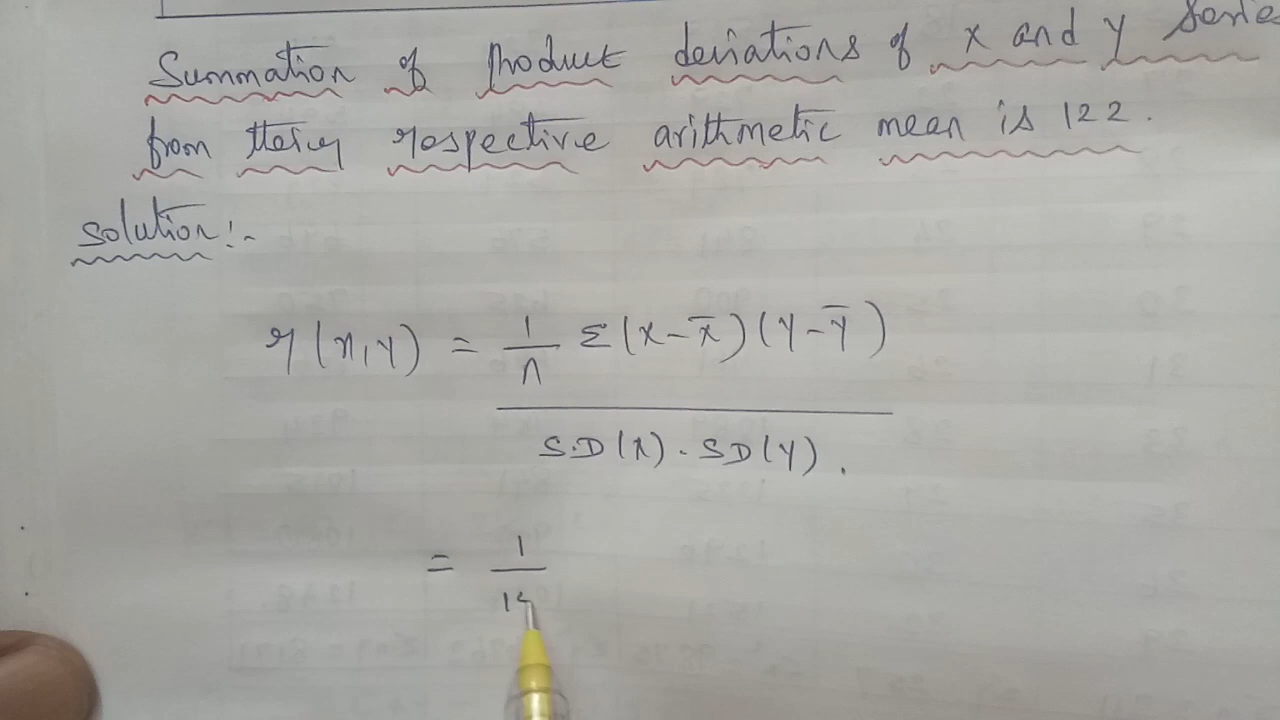 Summation of Product deviations of x and y Serie
from their respective arithmetic mean is 122.
Solution:-
r(x,y) = 1/n Σ(x-x̅)(y-y̅)
S.D(x).SD(y).
= 1/15